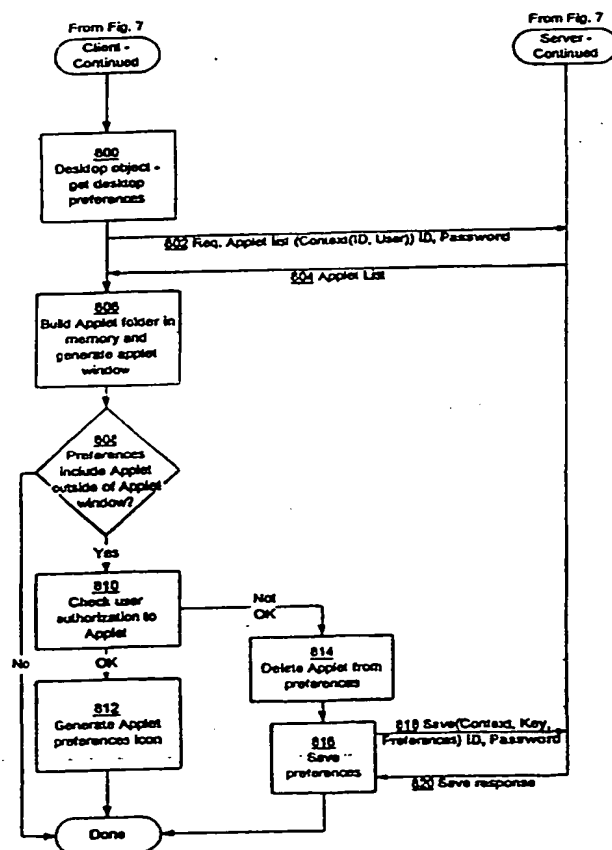 From Fig. 7
Client -
Continued
From Fig. 7
Server -
Continued
800
Desktop object -
get desktop
preferences
802 Req. Applet list (Context(ID, User)) ID, Password
804 Applet List
806
Build Applet folder in
memory and
generate applet
window
808
Preferences
include Applet
outside of Applet
window?
Yes
810
Check user
authorization to
Applet
Not
OK
No
OK
814
Delete Applet from
preferences
812
Generate Applet
preferences Icon
816
Save
preferences
818 Save(Context, Key,
Preferences) ID, Password
820 Save response
Done